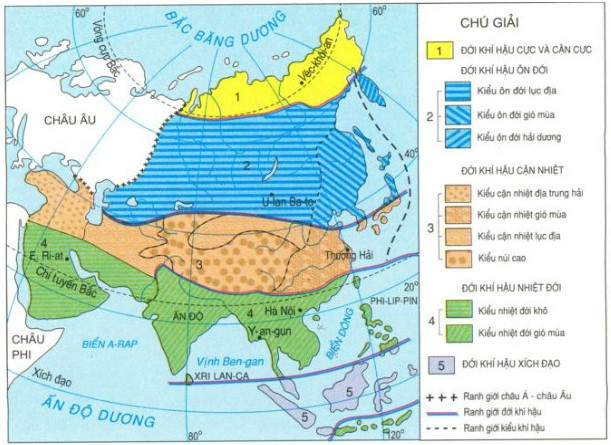 60°
BẮC BĂNG DƯƠNG
60°
Vòng cực Bắc
Vec-khôi-an
1
CHÂU ÂU
2
40°
U-lan Ba-to
4
E. Ri-at
3
Thượng Hải
Chí tuyến Bắc
20°
ẤN ĐỘ
4
Hà Nội
PHI-LIP-PIN
Y-an-gun
CHÂU
PHI
BIỂN A-RAP
BIỂN ĐÔNG
Vịnh Ben-gan
Xích đạo
XRI LAN-CA
5
5
ẤN ĐỘ DƯƠNG
80°
120°
CHÚ GIẢI
1 ĐỚI KHÍ HẬU CỰC VÀ CẬN CỰC
ĐỚI KHÍ HẬU ÔN ĐỚI
2
Kiểu ôn đới lục địa
Kiểu ôn đới gió mùa
Kiểu ôn đới hải dương
ĐỚI KHÍ HẬU CẬN NHIỆT
3
Kiểu cận nhiệt địa trung hải
Kiểu cận nhiệt gió mùa
Kiểu cận nhiệt lục địa
Kiểu núi cao
ĐỚI KHÍ HẬU NHIỆT ĐỚI
4
Kiểu nhiệt đới khô
Kiểu nhiệt đới gió mùa
5 ĐỚI KHÍ HẬU XÍCH ĐẠO
Ranh giới châu Á - châu Âu
Ranh giới đới khí hậu
Ranh giới kiểu khí hậu